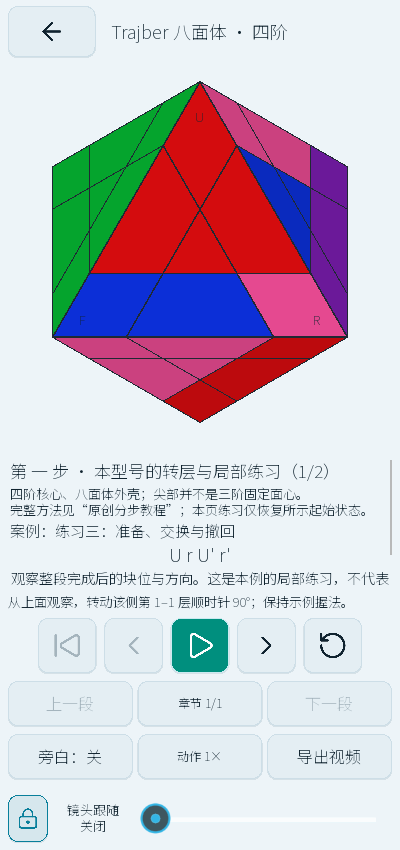 Trajber 八面体 · 四阶
U
F
R
第一步 · 本型号的转层与局部练习（1/2）
四阶核心、八面体外壳；尖部并不是三阶固定面心。
完整方法见“原创分步教程”；本页练习仅恢复所示起始状态。
案例：练习三：准备、交换与撤回
U r U' r'
观察整段完成后的块位与方向。这是本例的局部练习，不代表
从上面观察，转动该侧第 1–1 层顺时针 90°；保持示例握法。
上一段
章节 1/1
下一段
旁白：关
动作 1×
导出视频
镜头跟随
关闭